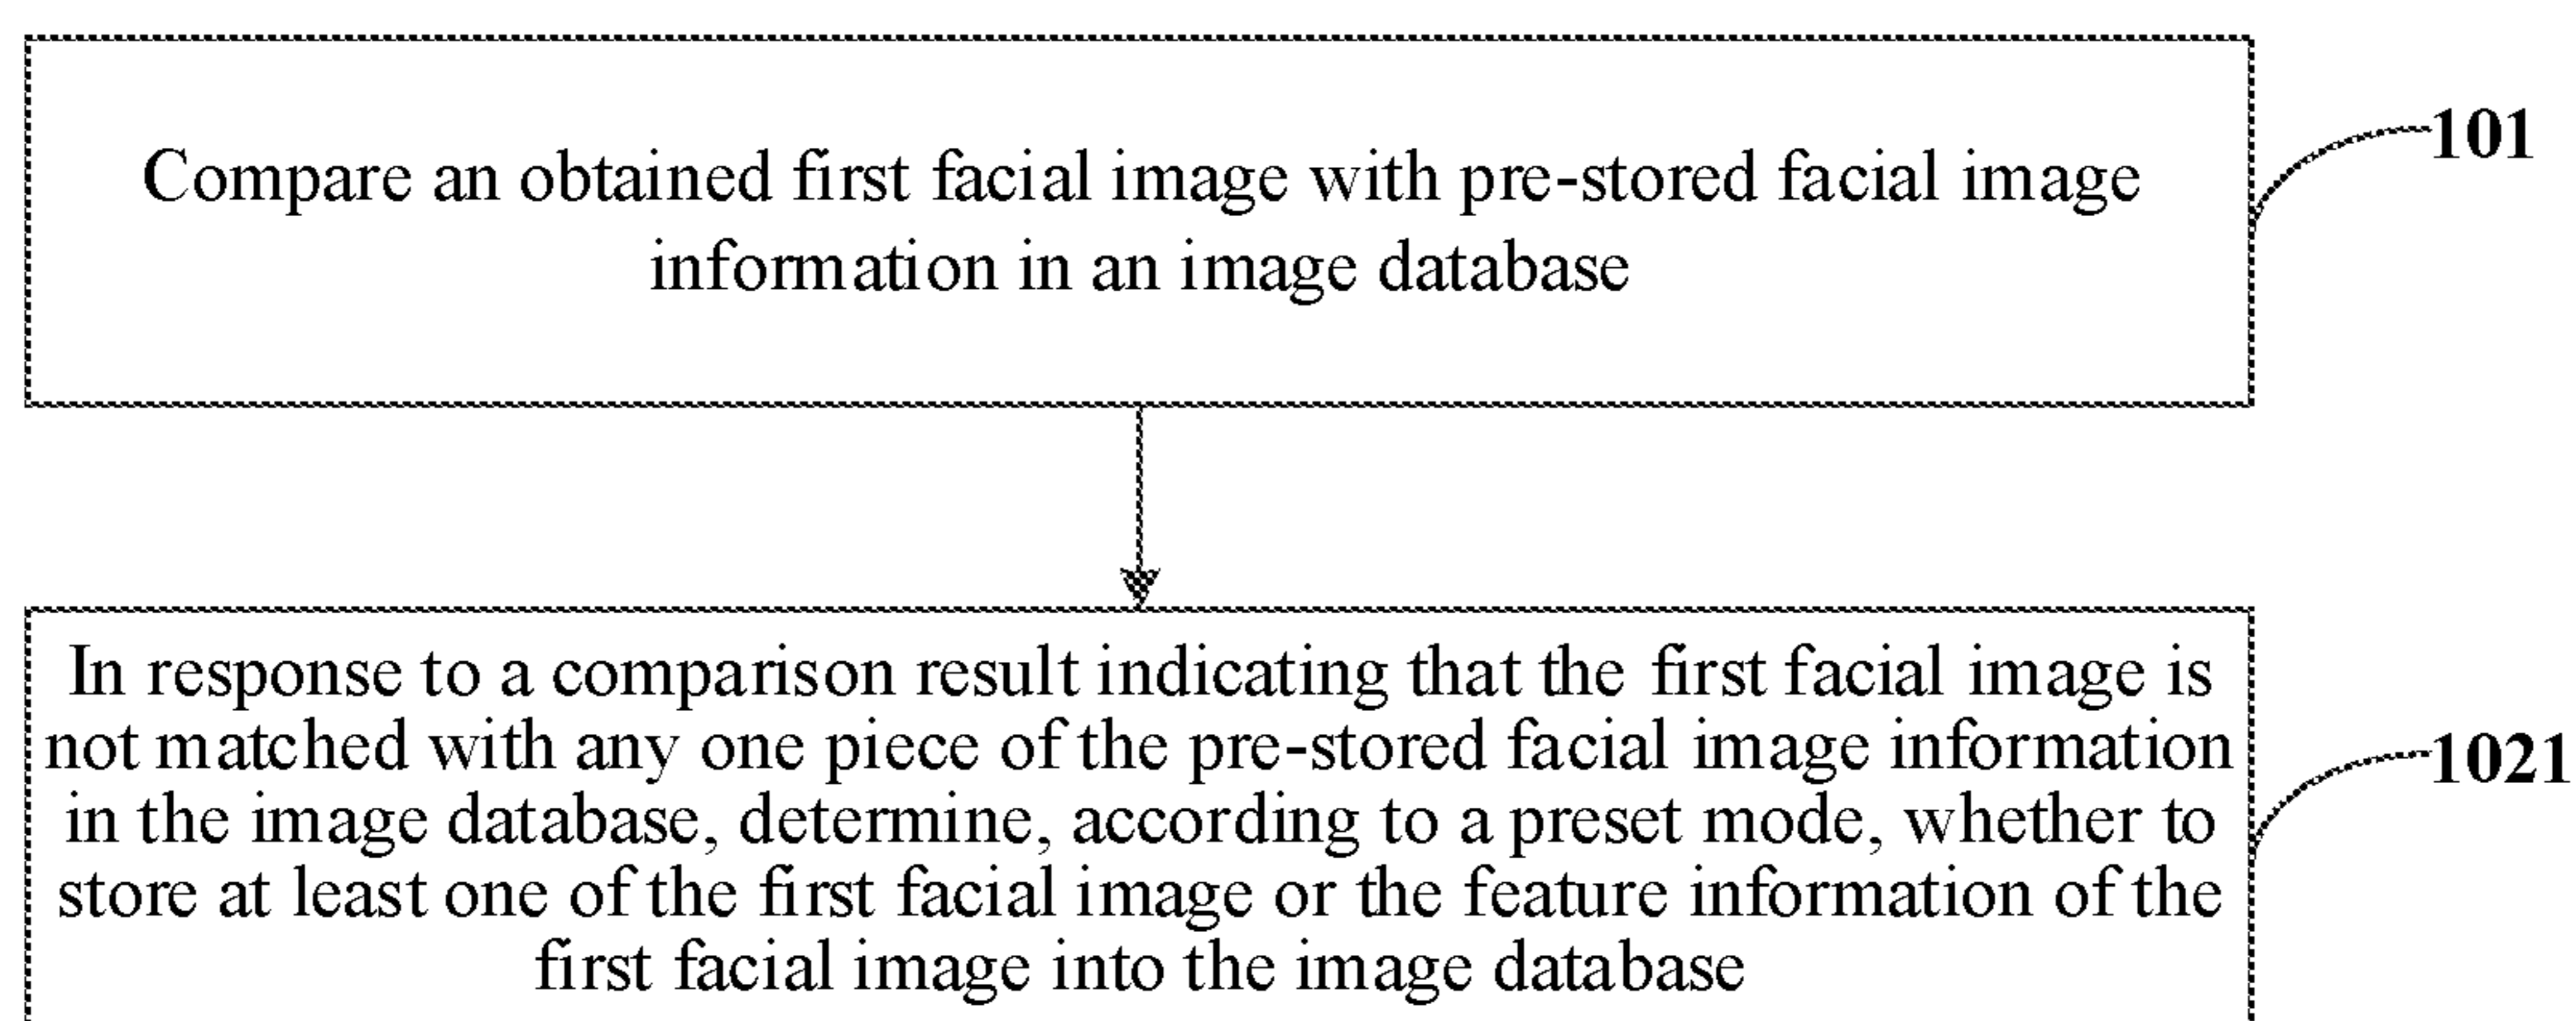 Compare an obtained first facial image with pre-stored facial image
information in an image database
101
In response to a comparison result indicating that the first facial image is
not matched with any one piece of the pre-stored facial image information
in the image database, determine, according to a preset mode, whether to
store at least one of the first facial image or the feature information of the
first facial image into the image database
1021